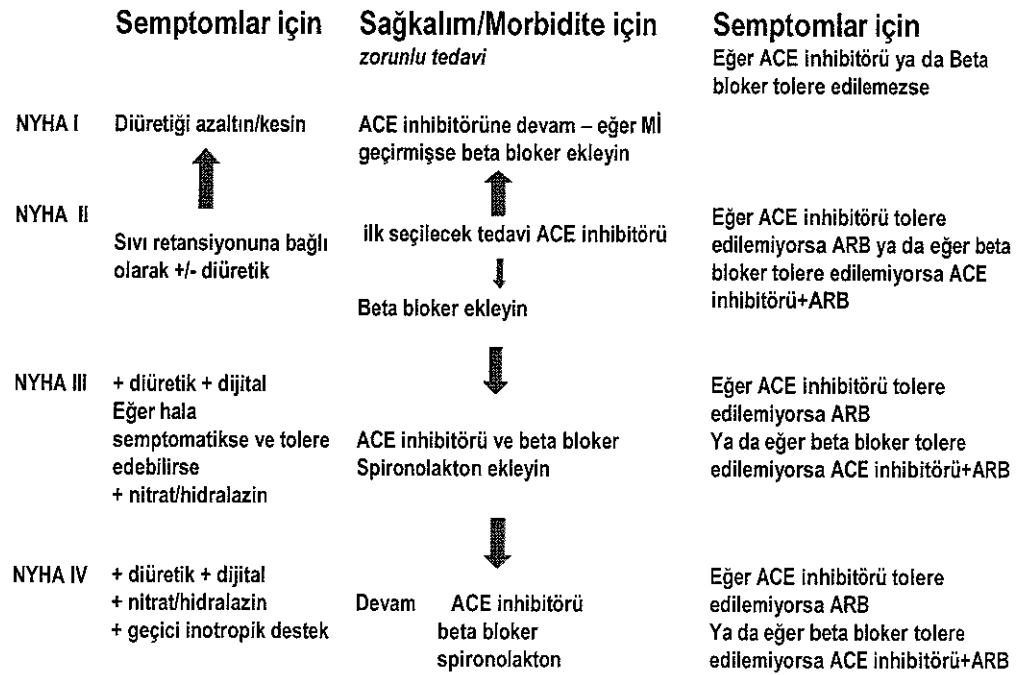 Semptomlar için
Sağkalım/Morbidite için
zorunlu tedavi
Semptomlar için
Eğer ACE inhibitörü ya da Beta
bloker tolere edilemezse
NYHA I
Diüretiği azaltın/kesin
ACE inhibitörüne devam – eğer Mİ
geçirmişse beta bloker ekleyin
NYHA II
Sıvı retansiyonuna bağlı
olarak +/- diüretik
ilk seçilecek tedavi ACE inhibitörü
Beta bloker ekleyin
Eğer ACE inhibitörü tolere
edilemiyorsa ARB ya da eğer beta
bloker tolere edilemiyorsa ACE
inhibitörü+ARB
NYHA III
+ diüretik + dijital
Eğer hala
semptomatikse ve tolere
edebilirse
+ nitrat/hidralazin
ACE inhibitörü ve beta bloker
Spironolakton ekleyin
Eğer ACE inhibitörü tolere
edilemiyorsa ARB
Ya da eğer beta bloker tolere
edilemiyorsa ACE inhibitörü+ARB
NYHA IV
+ diüretik + dijital
+ nitrat/hidralazin
+ geçici inotropik destek
Devam ACE inhibitörü
beta bloker
spironolakton
Eğer ACE inhibitörü tolere
edilemiyorsa ARB
Ya da eğer beta bloker tolere
edilemiyorsa ACE inhibitörü+ARB